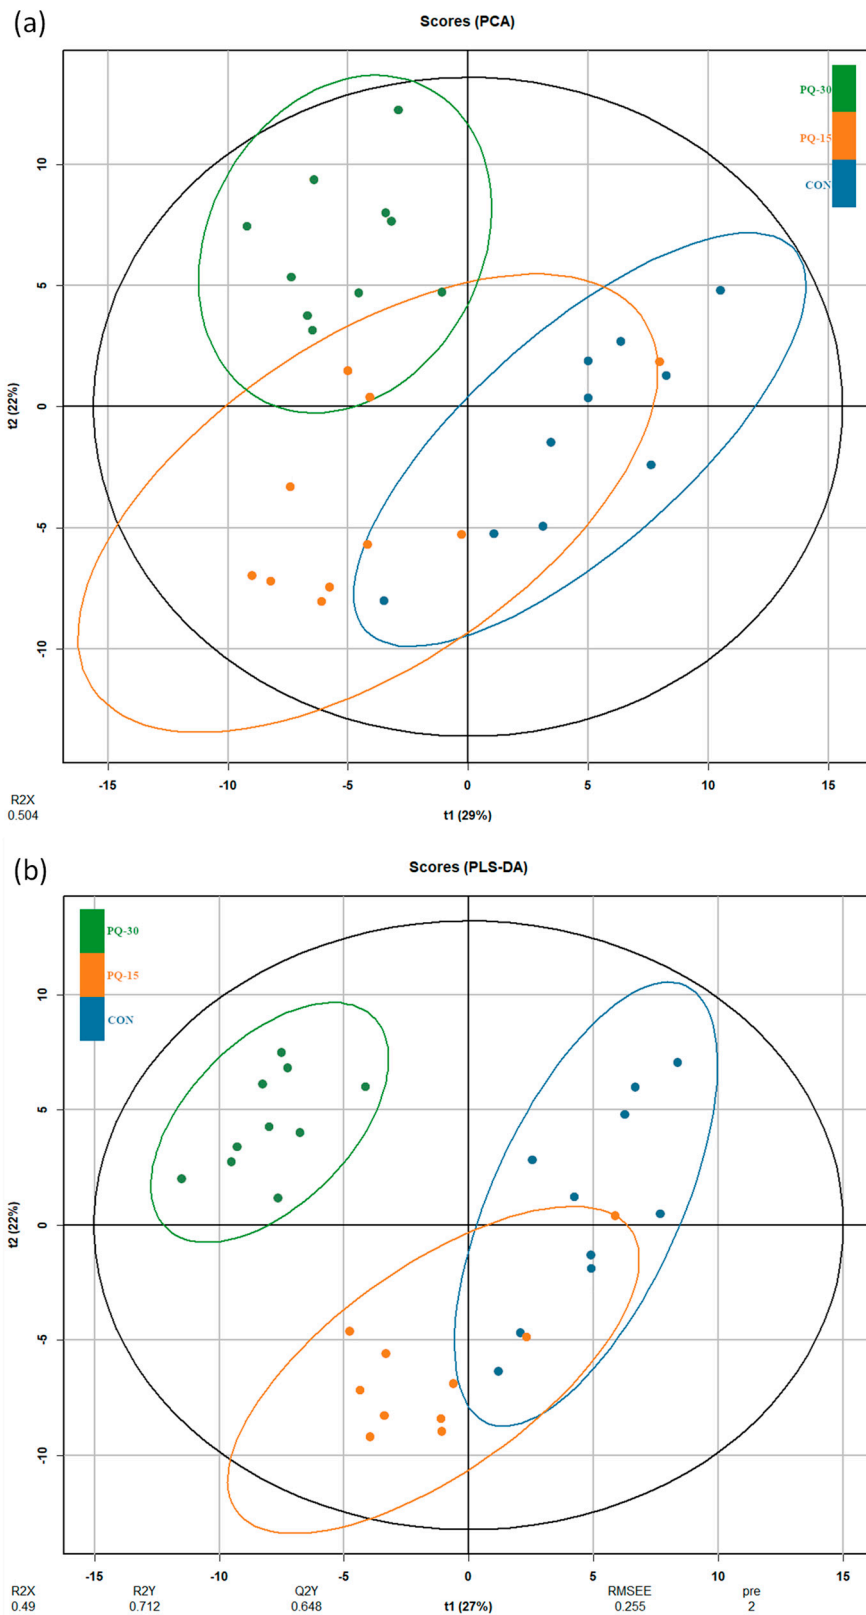 (a)
Scores (PCA)
PQ-30
PQ-15
CON
10
5
0
-5
-10
t2 (22%)
-15
-10
-5
0
5
10
15
R2X
0.504
t1 (29%)
(b)
Scores (PLS-DA)
PQ-30
PQ-15
CON
10
5
0
-5
-10
t2 (22%)
-15
-10
-5
0
5
10
15
R2X
R2Y
Q2Y
RMSEE
pre
0.49
0.712
0.648
t1 (27%)
0.255
2